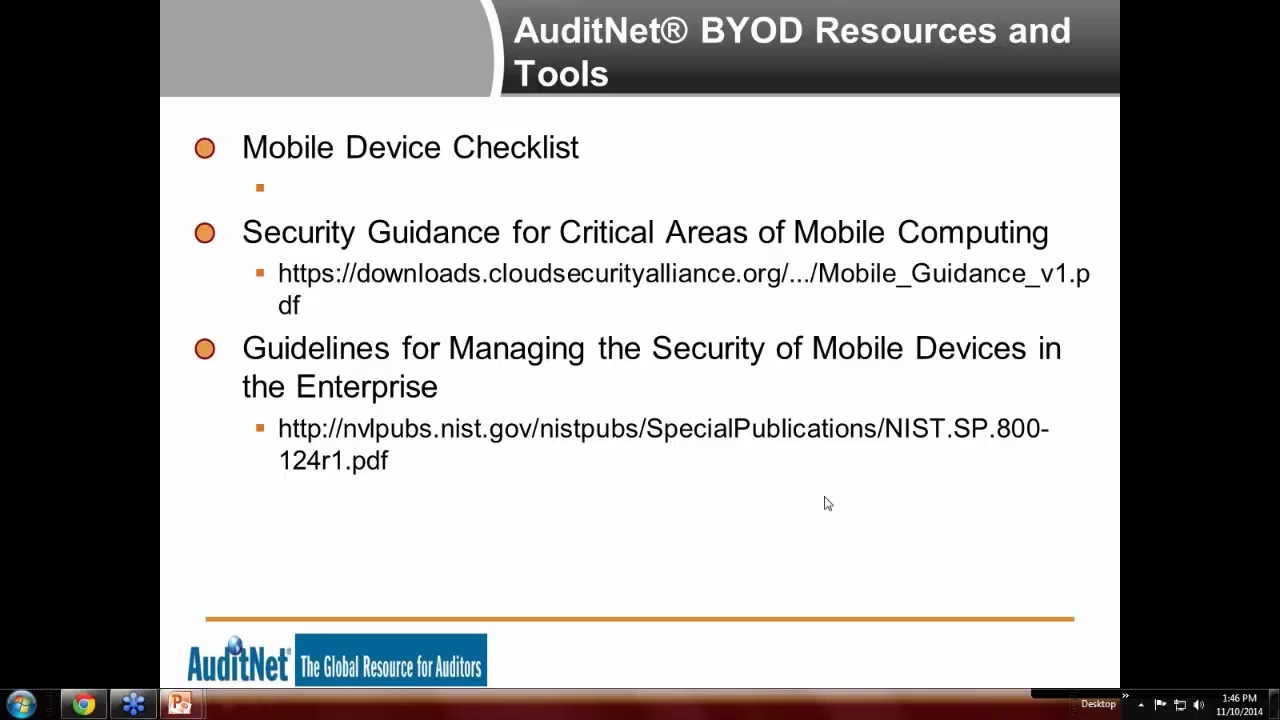 AuditNet® BYOD Resources and
Tools
Mobile Device Checklist
Security Guidance for Critical Areas of Mobile Computing
https://downloads.cloudsecurityalliance.org/.../Mobile_Guidance_v1.p
df
Guidelines for Managing the Security of Mobile Devices in
the Enterprise
http://nvlpubs.nist.gov/nistpubs/SpecialPublications/NIST.SP.800-
124r1.pdf
AuditNet® The Global Resource for Auditors
Desktop
1:46 PM
11/10/2014